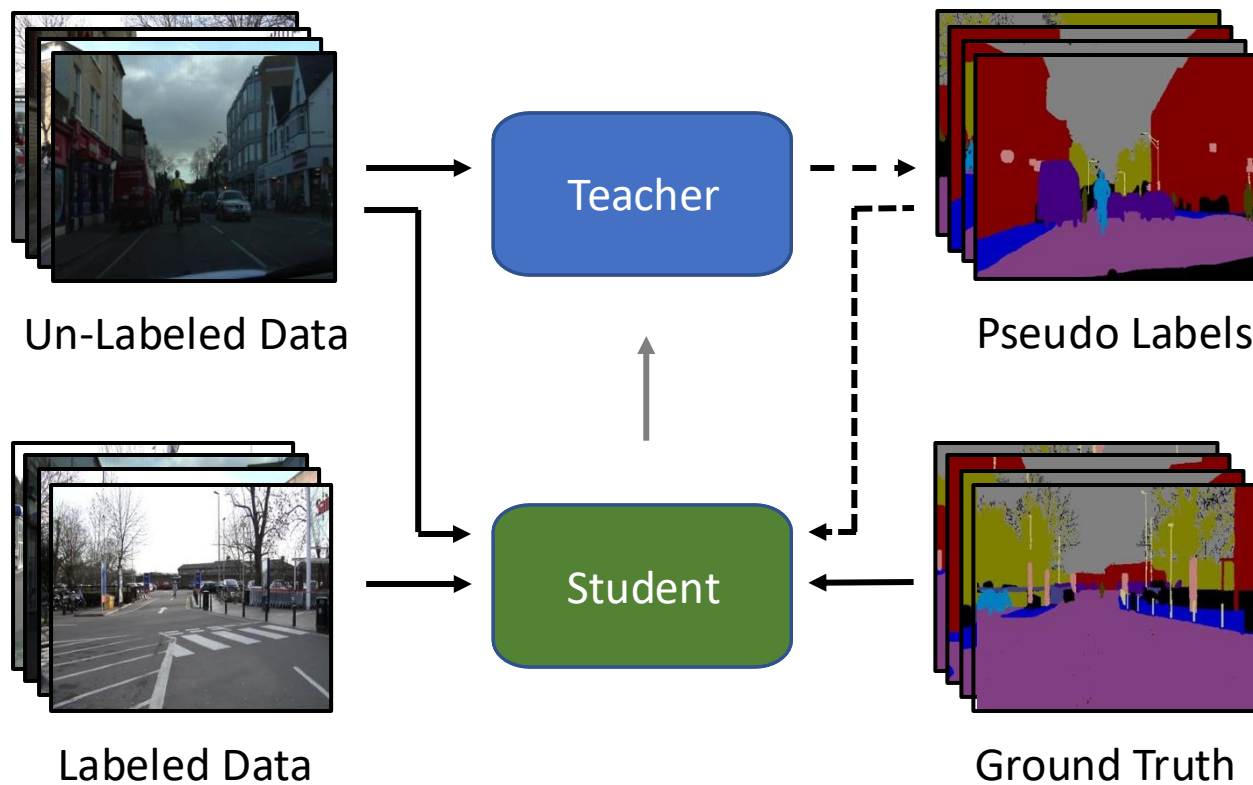 Teacher
Un-Labeled Data
Pseudo Labels
Student
Labeled Data
Ground Truth